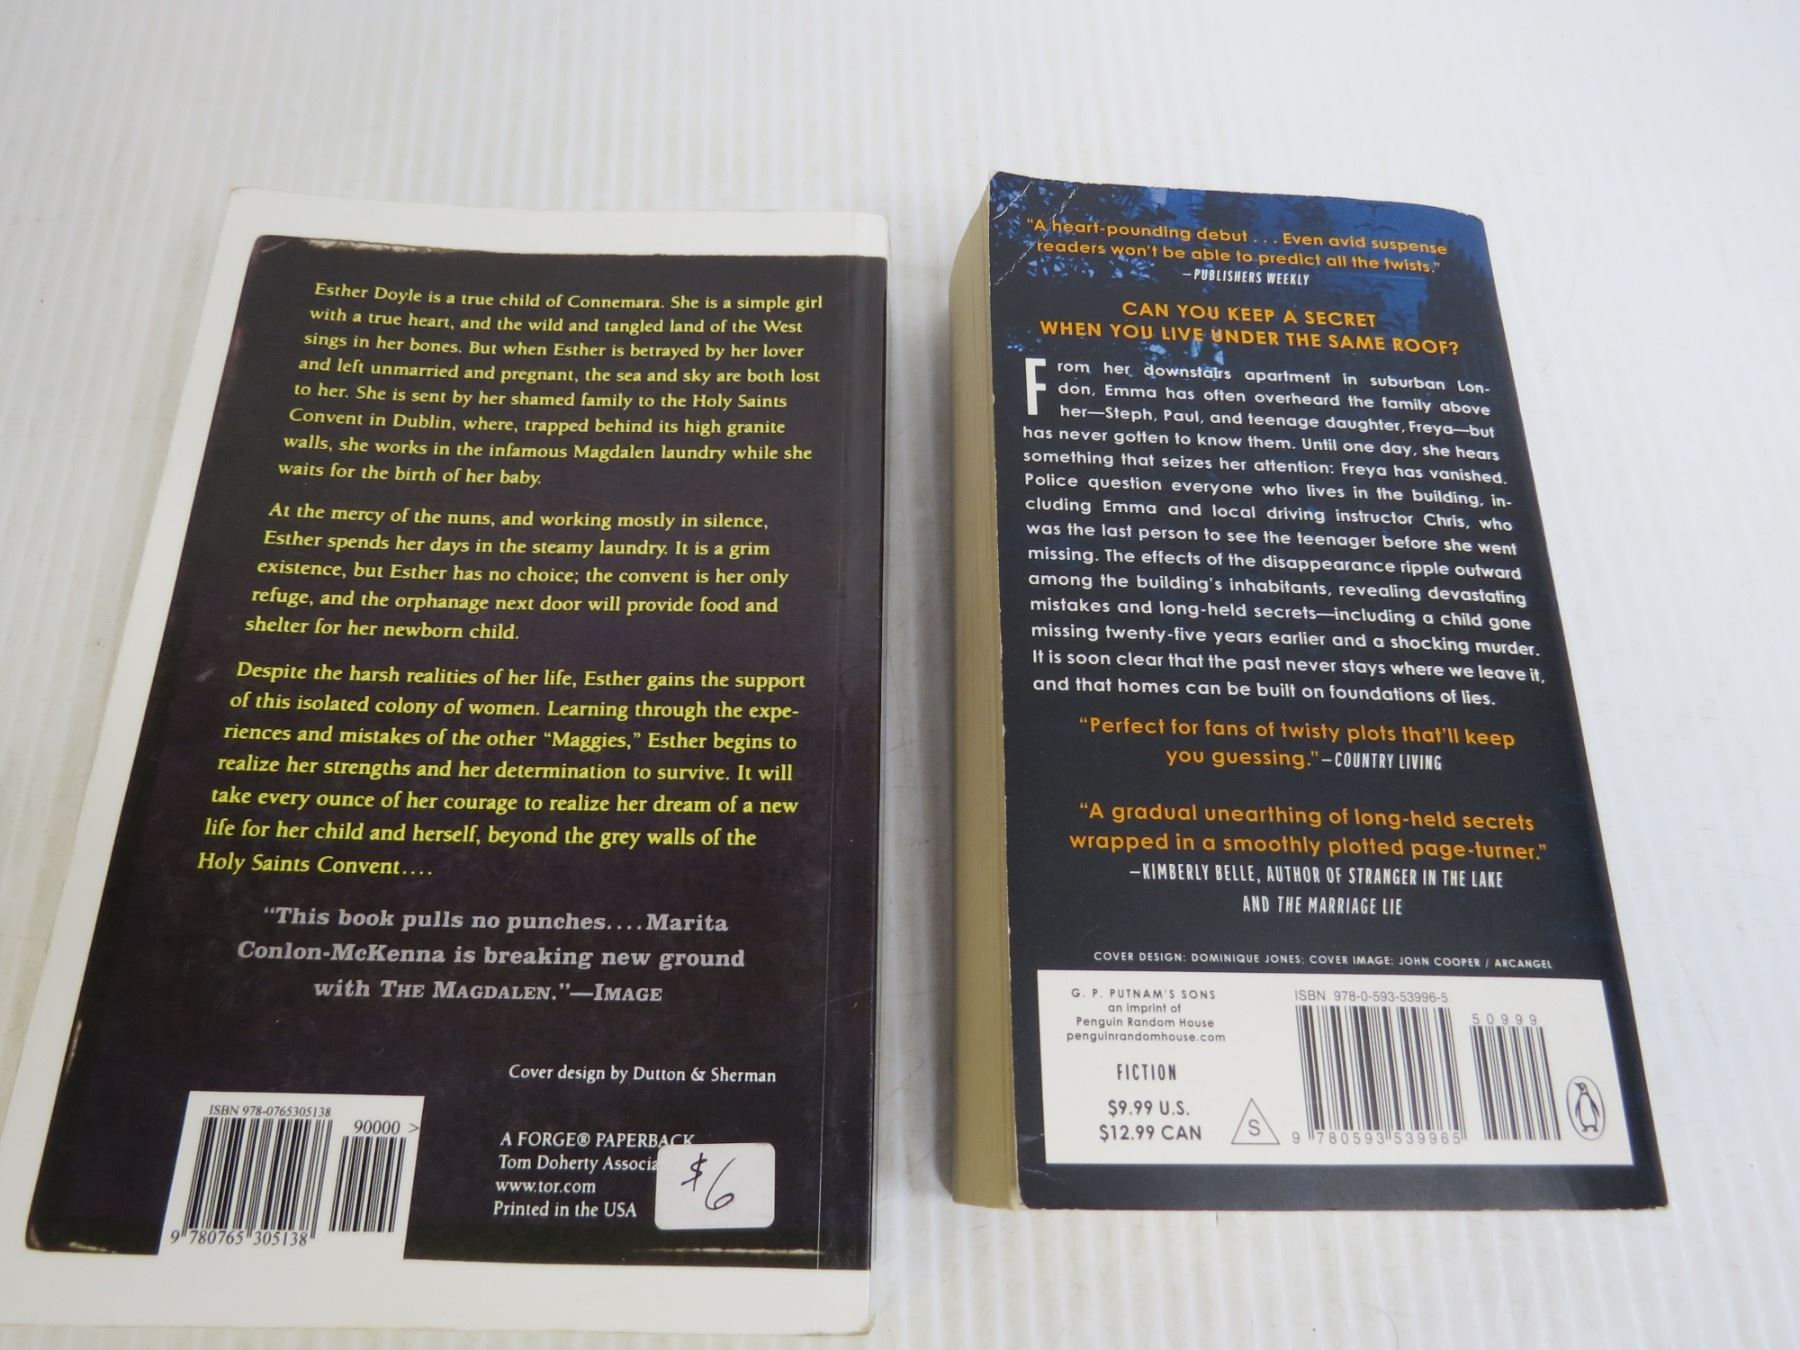 Esther Doyle is a true child of Connemara. She is a simple girl
with a true heart, and the wild and tangled land of the West
sings in her bones. But when Esther is betrayed by her lover
and left unmarried and pregnant, the sea and sky are both lost
to her. She is sent by her shamed family to the Holy Saints
Convent in Dublin, where, trapped behind its high granite
walls, she works in the infamous Magdalen laundry while she
waits for the birth of her baby.
At the mercy of the nuns, and working mostly in silence,
Esther spends her days in the steamy laundry. It is a grim
existence, but Esther has no choice; the convent is her only
refuge, and the orphanage next door will provide food and
shelter for her newborn child.
Despite the harsh realities of her life, Esther gains the support
of this isolated colony of women. Learning through the expe-
riences and mistakes of the other “Maggies,” Esther begins to
realize her strengths and her determination to survive. It will
take every ounce of her courage to realize her dream of a new
life for her child and herself, beyond the grey walls of the
Holy Saints Convent....
“This book pulls no punches....Marita
Conlon-McKenna is breaking new ground
with THE MAGDALEN.”—IMAGE
Cover design by Dutton & Sherman
ISBN 978-0765305138
90000 >
9 780765 305138
A FORGE® PAPERBACK
Tom Doherty Associa
www.tor.com
Printed in the USA
$6
“A heart-pounding debut . . . Even avid suspense
readers won’t be able to predict all the twists.”
—PUBLISHERS WEEKLY
CAN YOU KEEP A SECRET
WHEN YOU LIVE UNDER THE SAME ROOF?
From her downstairs apartment in suburban Lon-
don, Emma has often overheard the family above
her—Steph, Paul, and teenage daughter, Freya—but
has never gotten to know them. Until one day, she hears
something that seizes her attention: Freya has vanished.
Police question everyone who lives in the building, in-
cluding Emma and local driving instructor Chris, who
was the last person to see the teenager before she went
missing. The effects of the disappearance ripple outward
among the building’s inhabitants, revealing devastating
mistakes and long-held secrets—including a child gone
missing twenty-five years earlier and a shocking murder.
It is soon clear that the past never stays where we leave it,
and that homes can be built on foundations of lies.
“Perfect for fans of twisty plots that’ll keep
you guessing.”—COUNTRY LIVING
“A gradual unearthing of long-held secrets
wrapped in a smoothly plotted page-turner.”
—KIMBERLY BELLE, AUTHOR OF STRANGER IN THE LAKE
AND THE MARRIAGE LIE
COVER DESIGN: DOMINIQUE JONES; COVER IMAGE: JOHN COOPER / ARCANGEL
G. P. PUTNAM’S SONS
an imprint of
Penguin Random House
penguinrandomhouse.com
FICTION
$9.99 U.S.
$12.99 CAN
S
ISBN 978-0-593-53996-5
50999
9 780593 539965